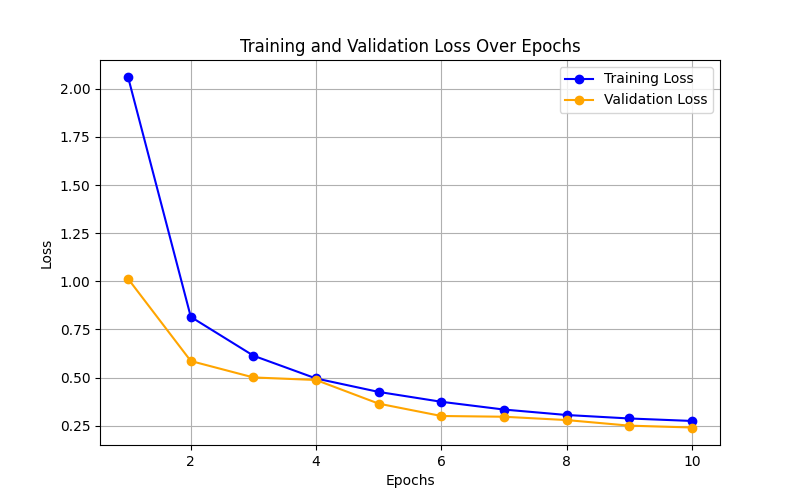 Training and Validation Loss Over Epochs
Training Loss
Validation Loss
2.00
1.75
1.50
1.25
1.00
0.75
0.50
0.25
Loss
2 4 6 8 10
Epochs